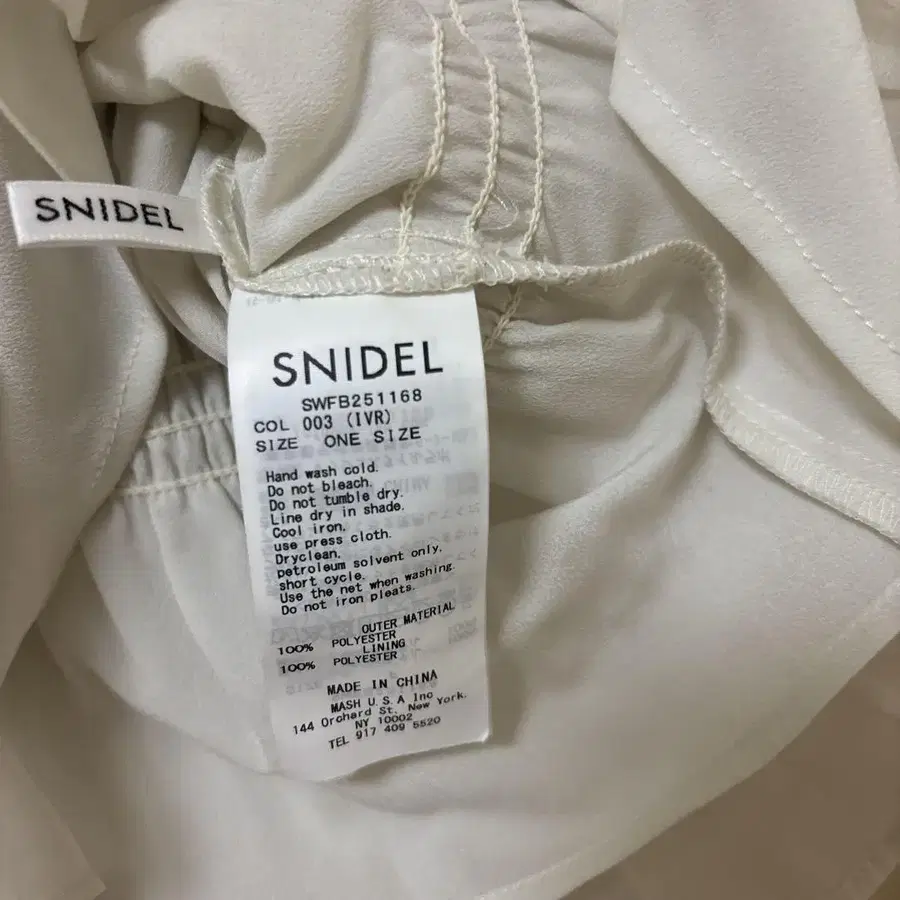 SNIDEL
SNIDEL
SWFB251168
COL 003 (IVR)
SIZE ONE SIZE
Hand wash cold.
Do not bleach.
Do not tumble dry.
Line dry in shade.
Cool iron.
use press cloth.
Dryclean.
petroleum solvent only.
short cycle.
Use the net when washing.
Do not iron pleats.
OUTER MATERIAL
100% POLYESTER
LINING
100% POLYESTER
MADE IN CHINA
MASH U.S.A Inc
144 Orchard St. New York.
NY 10002
TEL 917 409 5520